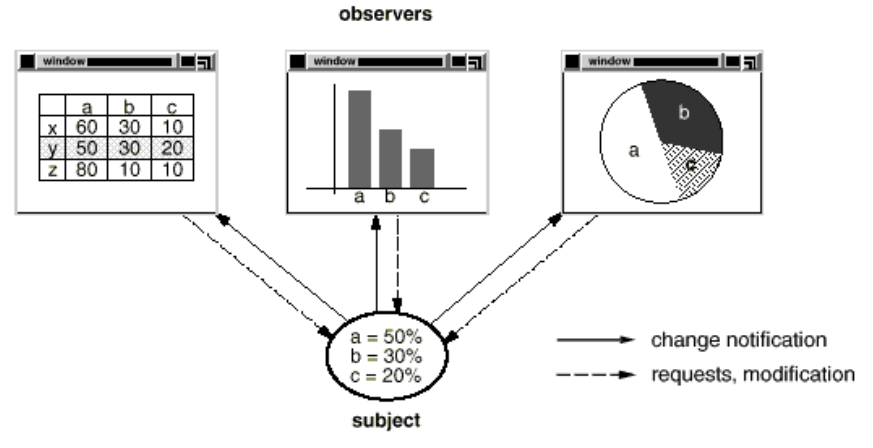 observers
window
a b c
x 60 30 10
y 50 30 20
z 80 10 10
window
a b c
window
a
b
c
a = 50%
b = 30%
c = 20%
subject
change notification
requests, modification